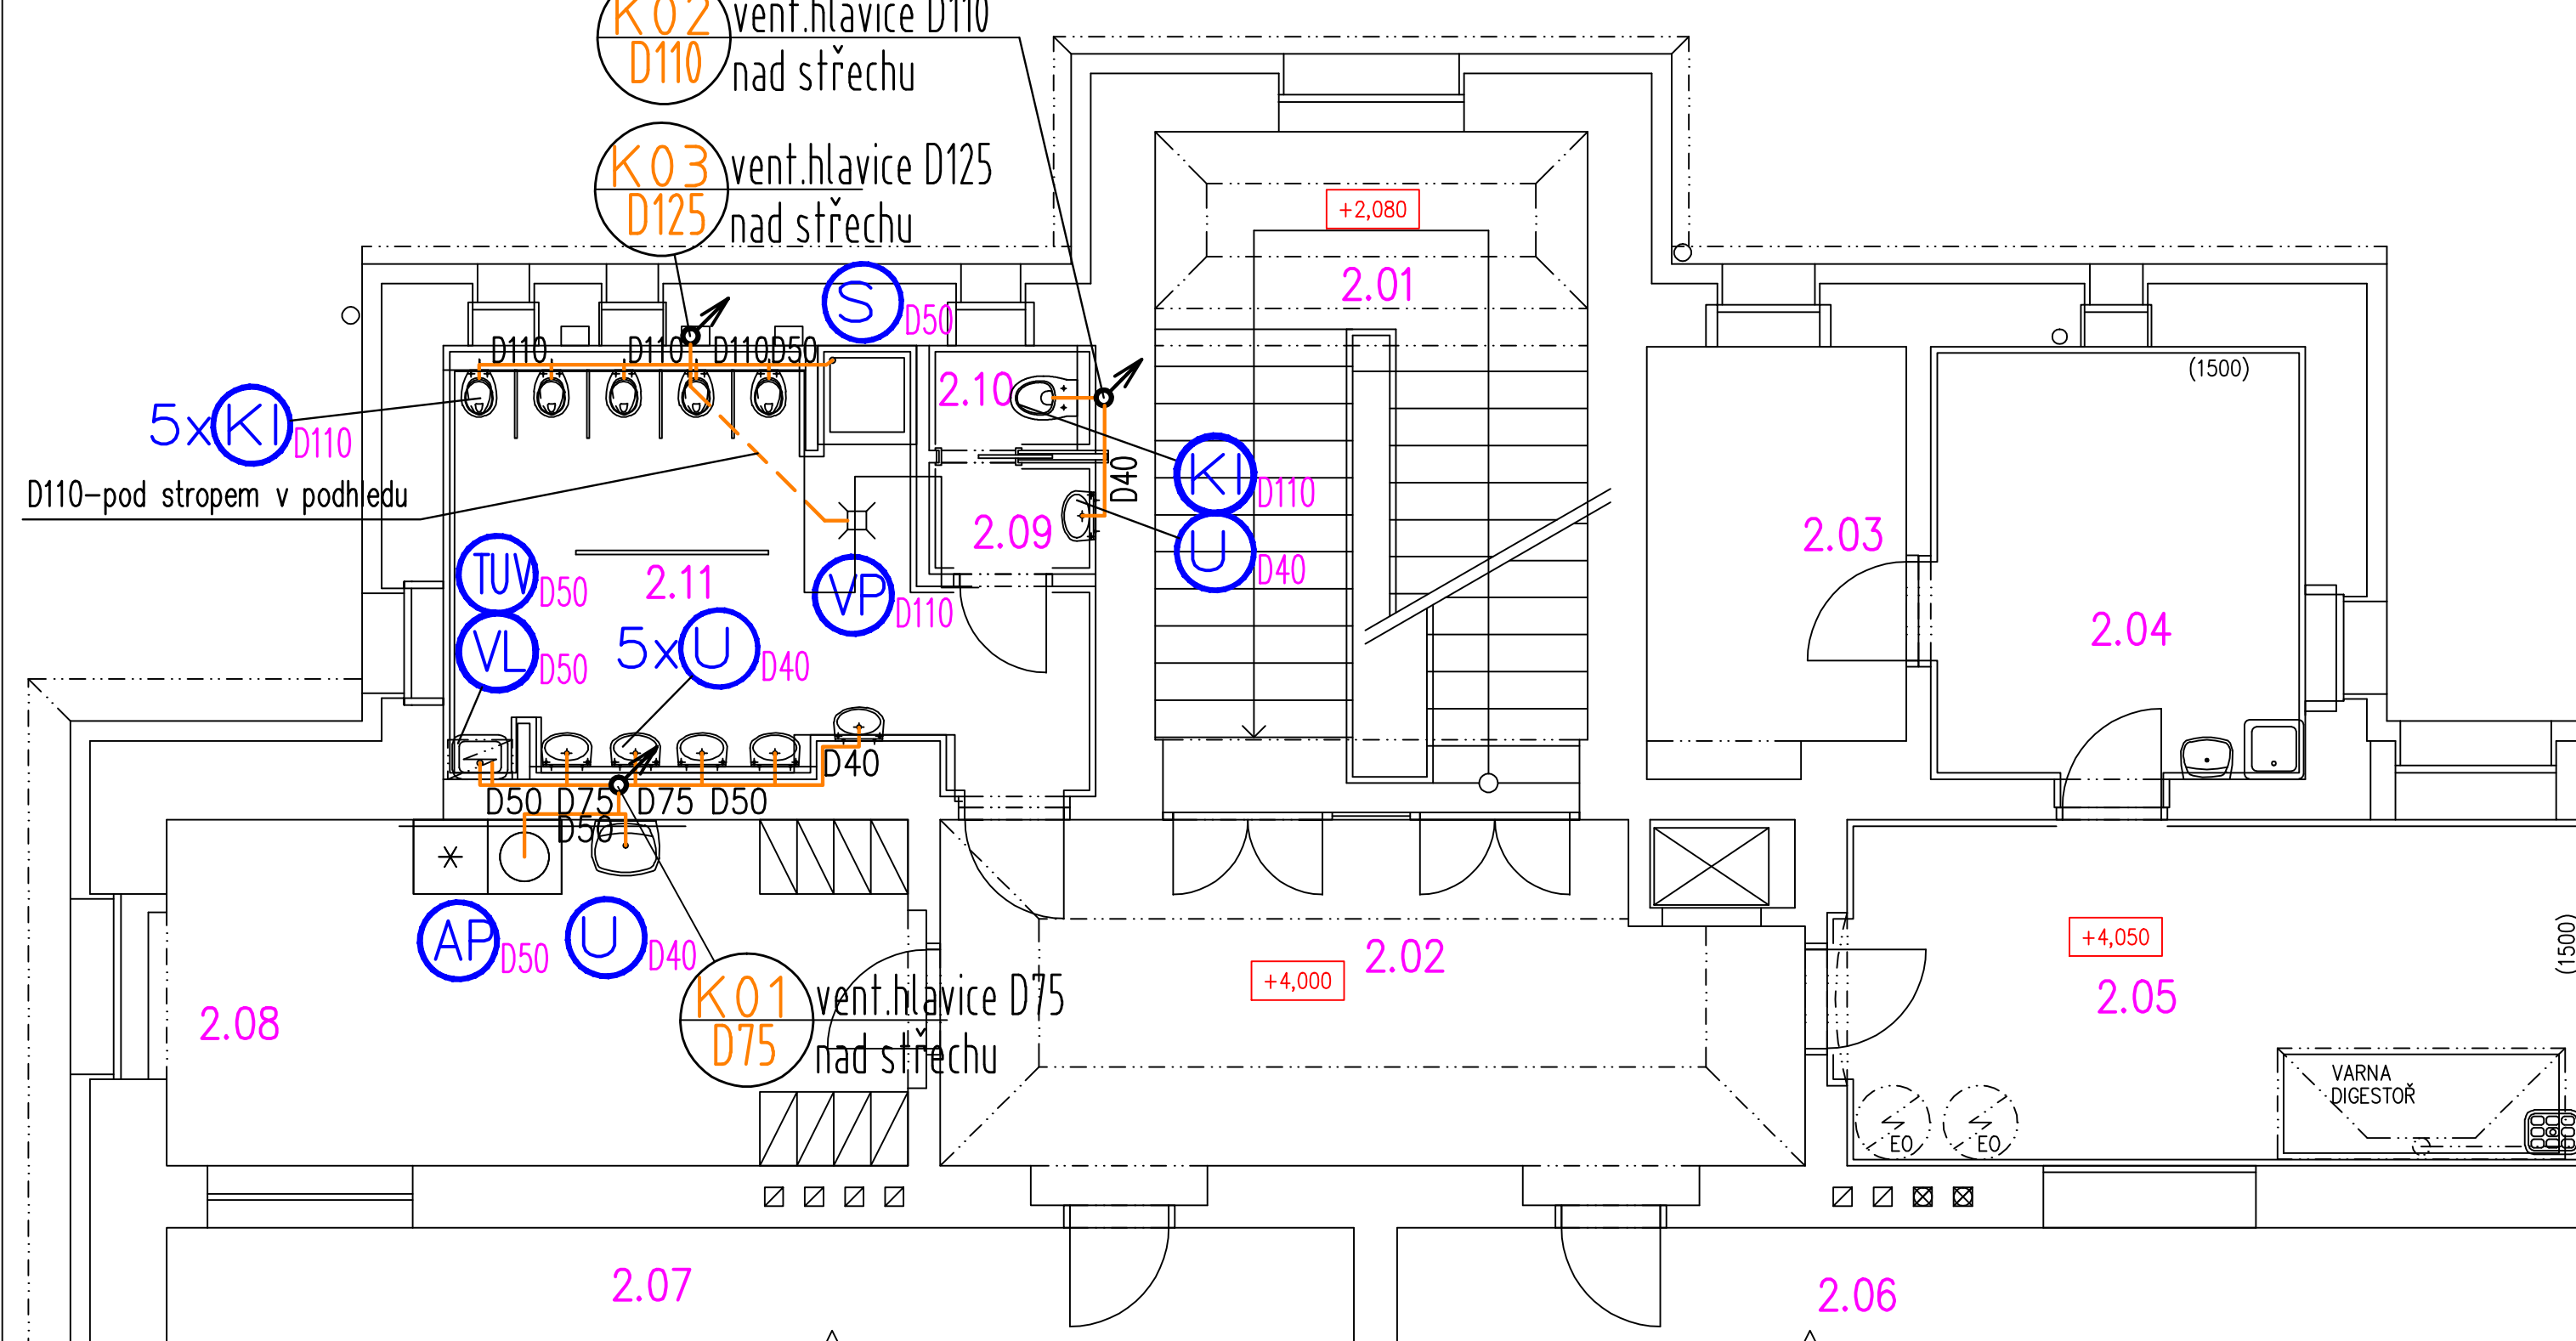 K02 vent.hlavice D110
D110 nad střechu
K03 vent.hlavice D125
D125 nad střechu
+2,080
2.01
S D50
D110 D110 D110 D50
(1500)
2.10
5xKI D110
D40
KI D110
D110-pod stropem v podhledu
2.09
2.03
U D40
TUV D50
2.11
VP D110
2.04
VL D50
5xU D40
D40
D50 D75 D75 D50
D50
AP D50
U D40
2.02
+4,050
(1500)
+4,000
2.05
K01 vent.hlavice D75
D75 nad střechu
2.08
VARNA
DIGESTOŘ
EO EO
2.07
2.06